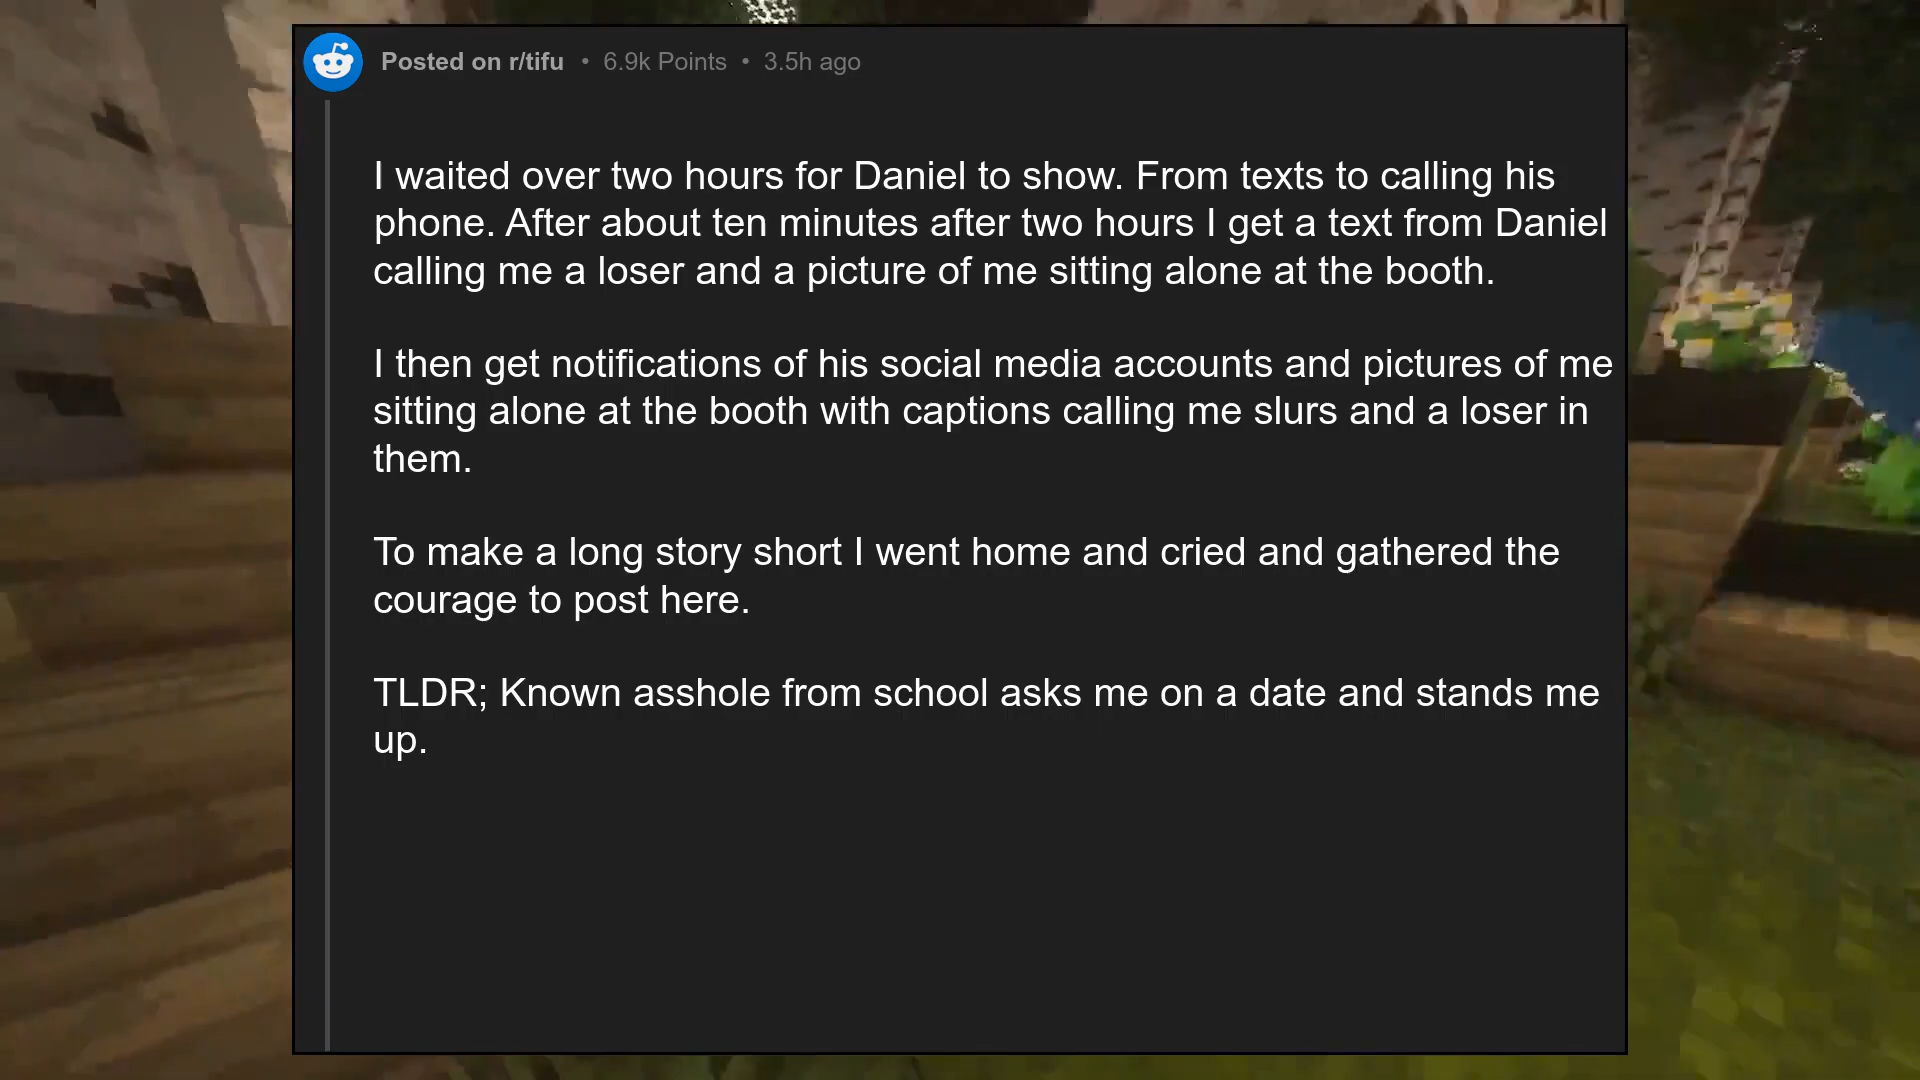 Posted on r/tifu • 6.9k Points • 3.5h ago
I waited over two hours for Daniel to show. From texts to calling his
phone. After about ten minutes after two hours I get a text from Daniel
calling me a loser and a picture of me sitting alone at the booth.
I then get notifications of his social media accounts and pictures of me
sitting alone at the booth with captions calling me slurs and a loser in
them.
To make a long story short I went home and cried and gathered the
courage to post here.
TLDR; Known asshole from school asks me on a date and stands me
up.